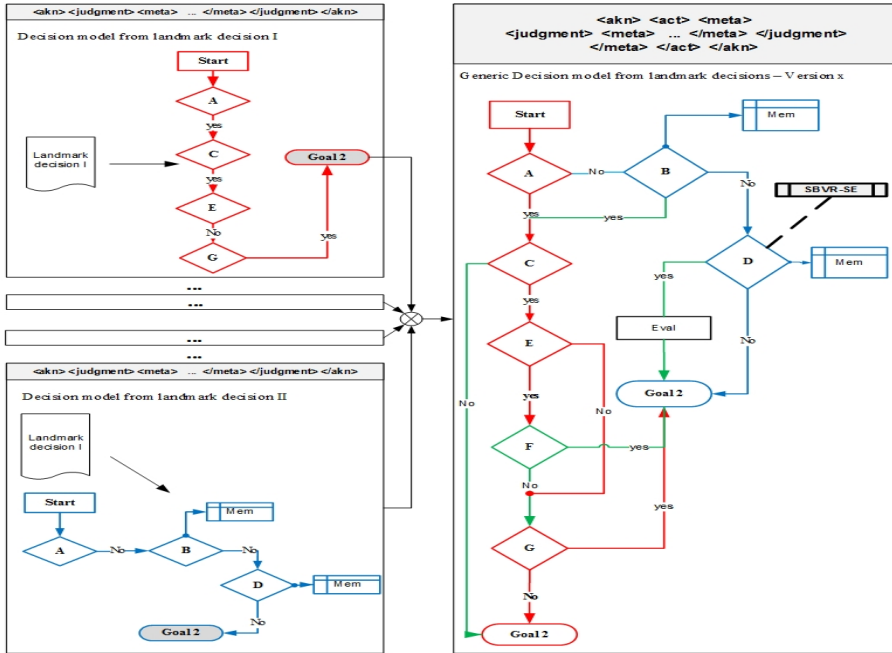 <akn> <judgment> <meta> ... </meta> </judgment> </akn>
Decision model from landmark decision I
Start
A
yes
Landmark
decision I
C
yes
Goal 2
E
No
yes
G
...
...
...
...
<akn> <judgment> <meta> ... </meta> </judgment> </akn>
Decision model from landmark decision II
Landmark
decision I
Start
Mem
A
No
B
No
D
Mem
No
Goal 2
<akn> <act> <meta>
<judgment> <meta> ... </meta> </judgment>
</meta> </act> </akn>
Generic Decision model from landmark decisions – Version x
Start
Mem
A
No
B
No
SBVR-SE
yes
yes
C
D
Mem
yes
yes
Eval
E
No
No
yes
No
Goal 2
F
yes
No
yes
G
No
Goal 2